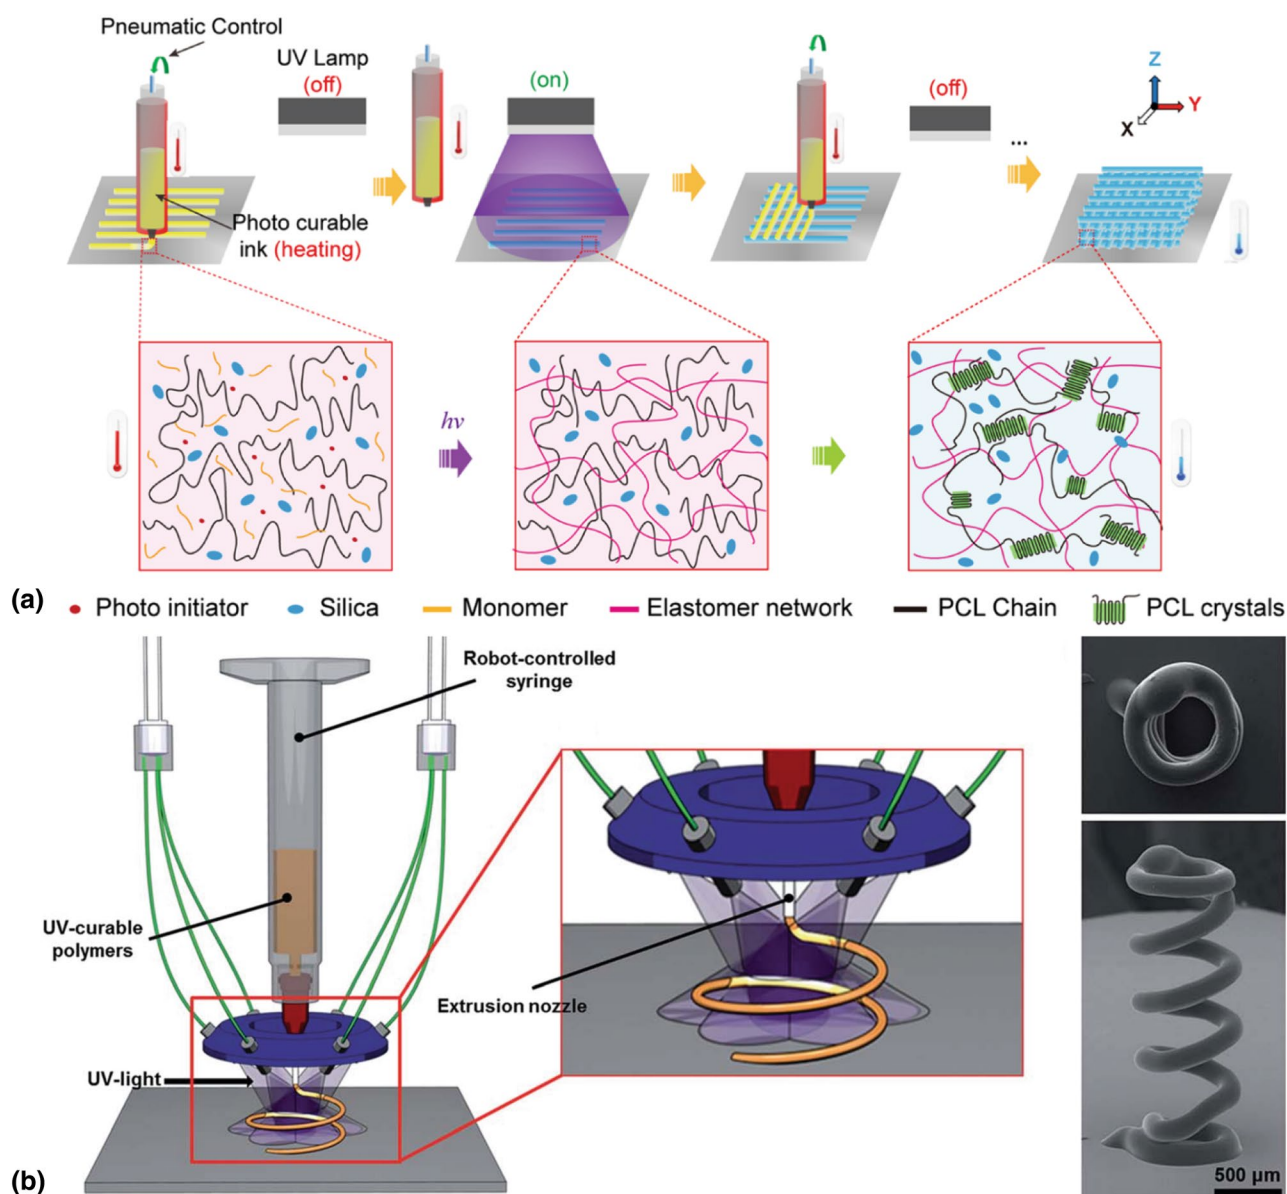 Pneumatic Control
UV Lamp
(off)
(on)
(off)
...
Z
Y
X
Photo curable
ink (heating)
hν
(a)
Photo initiator
Silica
Monomer
Elastomer network
PCL Chain
PCL crystals
Robot-controlled
syringe
UV-curable
polymers
Extrusion nozzle
UV-light
500 µm
(b)